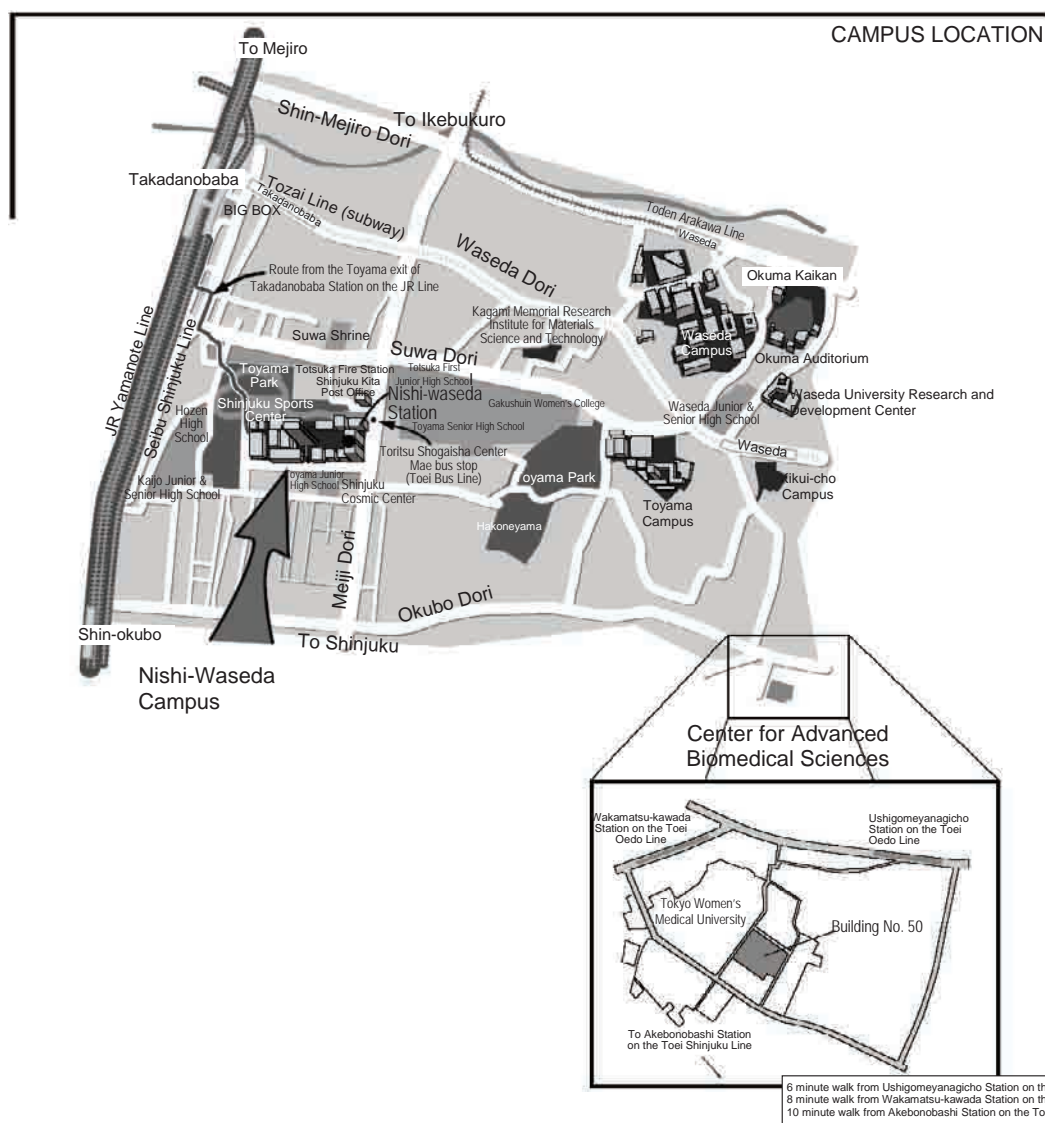 CAMPUS LOCATION
To Mejiro
Shin-Mejiro Dori
To Ikebukuro
Takadanobaba
BIG BOX
Takadanobaba
Tozai Line (subway)
Toden Arakawa Line
Waseda
Waseda Dori
Okuma Kaikan
Route from the Toyama exit of
Takadanobaba Station on the JR Line
Kagami Memorial Research
Institute for Materials
Science and Technology
Waseda
Campus
Okuma Auditorium
JR Yamanote Line
Seibu Shinjuku Line
Suwa Shrine
Suwa Dori
Toyama
Park
Totsuka Fire Station
Shinjuku Kita
Post Office
Totsuka First
Junior High School
Nishi-waseda
Station
Shinjuku Sports
Center
Gakushuin Women's College
Waseda Junior &
Senior High School
Waseda University Research and
Development Center
Hozen
High
School
Toyama Senior High School
Toritsu Shogaisha Center
Mae bus stop
(Toei Bus Line)
Waseda
Kaijo Junior &
Senior High School
oyama Junior
High School
Shinjuku
Cosmic Center
oyama Park
Toyama
Campus
ikui-cho
Campus
Hakoneyama
Meiji Dori
Okubo Dori
Shin-okubo
To Shinjuku
Nishi-Waseda
Campus
Center for Advanced
Biomedical Sciences
Wakamatsu-kawada
Station on the Toei
Oedo Line
Ushigomeyanagicho
Station on the Toei
Oedo Line
Tokyo Women's
Medical University
Building No. 50
To Akebonobashi Station
on the Toei Shinjuku Line
6 minute walk from Ushigomeyanagicho Station on th
8 minute walk from Wakamatsu-kawada Station on th
10 minute walk from Akebonobashi Station on the To